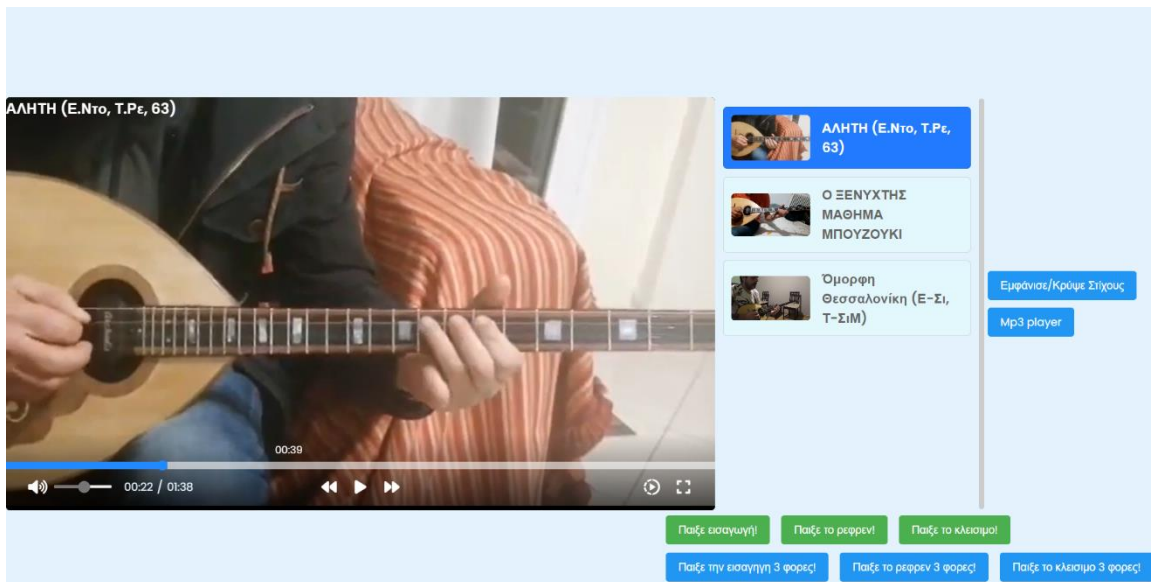 ΑΛΗΤΗ (Ε.Ντο, Τ.Ρε, 63)
00:39
00:22 / 01:38
ΑΛΗΤΗ (Ε.Ντο, Τ.Ρε,
63)
Ο ΞΕΝΥΧΤΗΣ
ΜΑΘΗΜΑ
ΜΠΟΥΖΟΥΚΙ
Όμορφη
Θεσσαλονίκη (Ε-Σι,
Τ-ΣιΜ)
Εμφάνισε/Κρύψε Στίχους
Mp3 player
Παιξε εισαγωγή!
Παιξε το ρεφρεν!
Παιξε το κλεισιμο!
Παιξε την εισαγηγη 3 φορες!
Παιξε το ρεφρεν 3 φορες!
Παιξε το κλεισιμο 3 φορες!